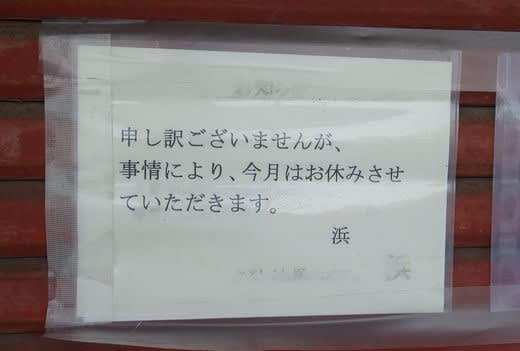 申し訳ございませんが、
事情により、今月はお休みさせ
ていただきます。
浜